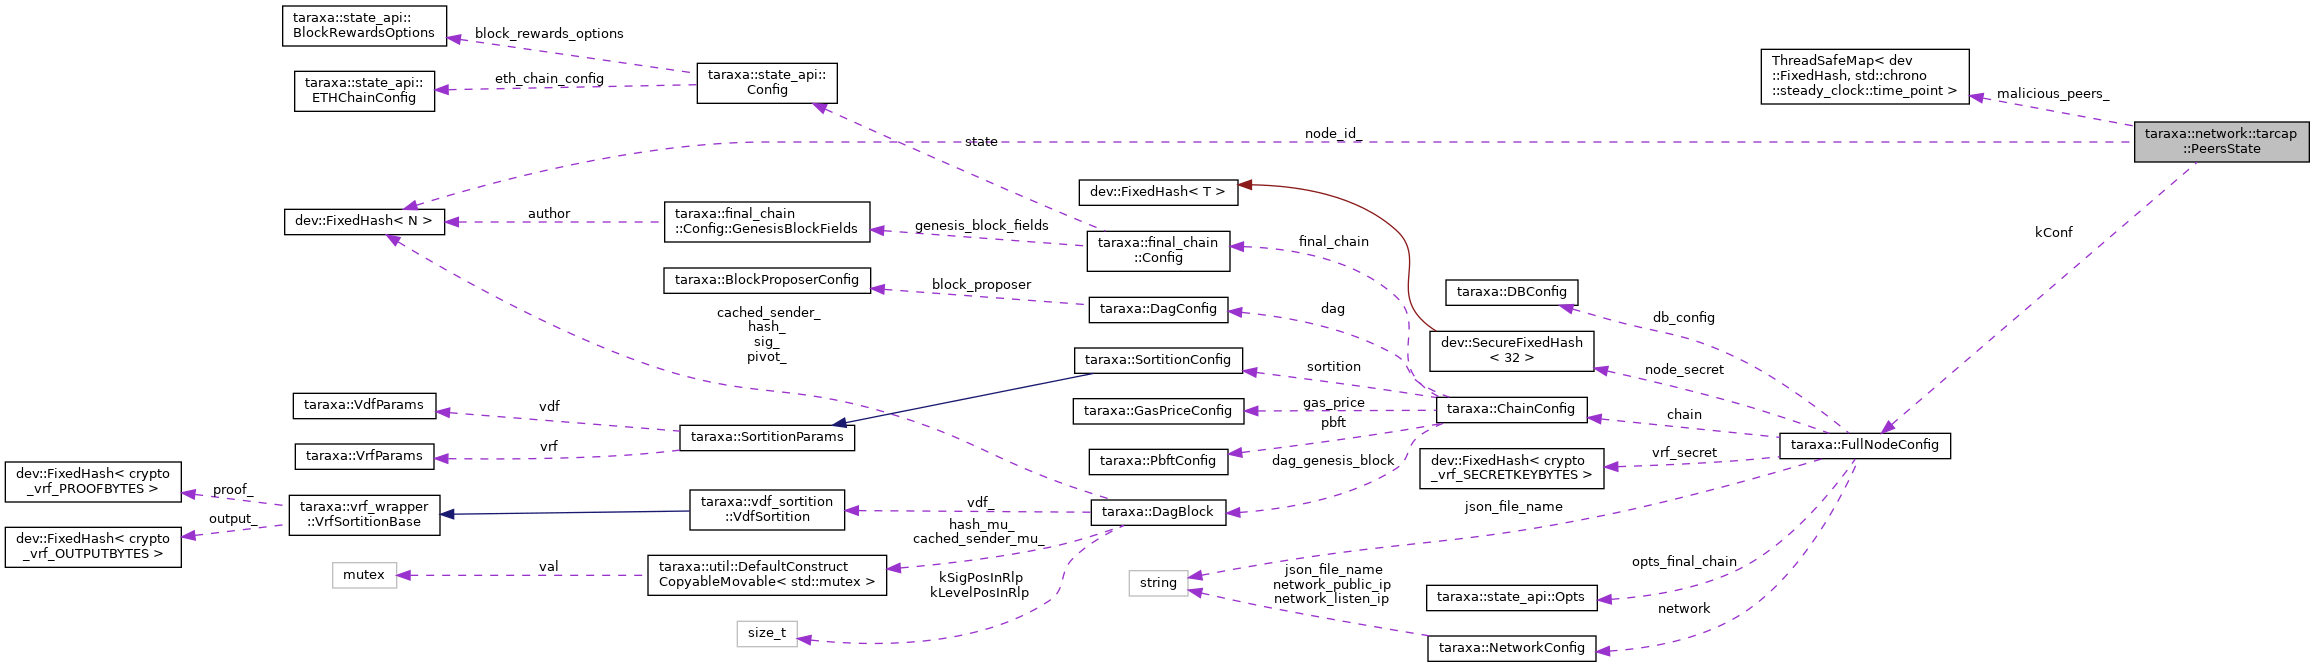 taraxa::state_api::
BlockRewardsOptions
block_rewards_options
taraxa::state_api::
ETHChainConfig
eth_chain_config
taraxa::state_api::
Config
ThreadSafeMap< dev
::FixedHash, std::chrono
::steady_clock::time_point >
malicious_peers_
taraxa::network::tarcap
::PeersState
node_id_
state
dev::FixedHash< T >
dev::FixedHash< N >
author
taraxa::final_chain
::Config::GenesisBlockFields
genesis_block_fields
taraxa::final_chain
::Config
final_chain
kConf
taraxa::BlockProposerConfig
block_proposer
taraxa::DagConfig
dag
taraxa::DBConfig
db_config
cached_sender_
hash_
sig_
pivot_
dev::SecureFixedHash
< 32 >
node_secret
taraxa::SortitionConfig
sortition
taraxa::VdfParams
vdf
taraxa::GasPriceConfig
gas_price
taraxa::ChainConfig
chain
taraxa::SortitionParams
pbft
taraxa::FullNodeConfig
taraxa::VrfParams
vrf
taraxa::PbftConfig
dag_genesis_block
dev::FixedHash< crypto
_vrf_SECRETKEYBYTES >
vrf_secret
dev::FixedHash< crypto
_vrf_PROOFBYTES >
proof_
taraxa::vrf_wrapper
::VrfSortitionBase
output_
dev::FixedHash< crypto
_vrf_OUTPUTBYTES >
taraxa::vdf_sortition
::VdfSortition
vdf_
taraxa::DagBlock
json_file_name
hash_mu_
cached_sender_mu_
mutex
val
taraxa::util::DefaultConstruct
CopyableMovable< std::mutex >
kSigPosInRlp
kLevelPosInRlp
string
json_file_name
network_public_ip
network_listen_ip
opts_final_chain
taraxa::state_api::Opts
network
size_t
taraxa::NetworkConfig